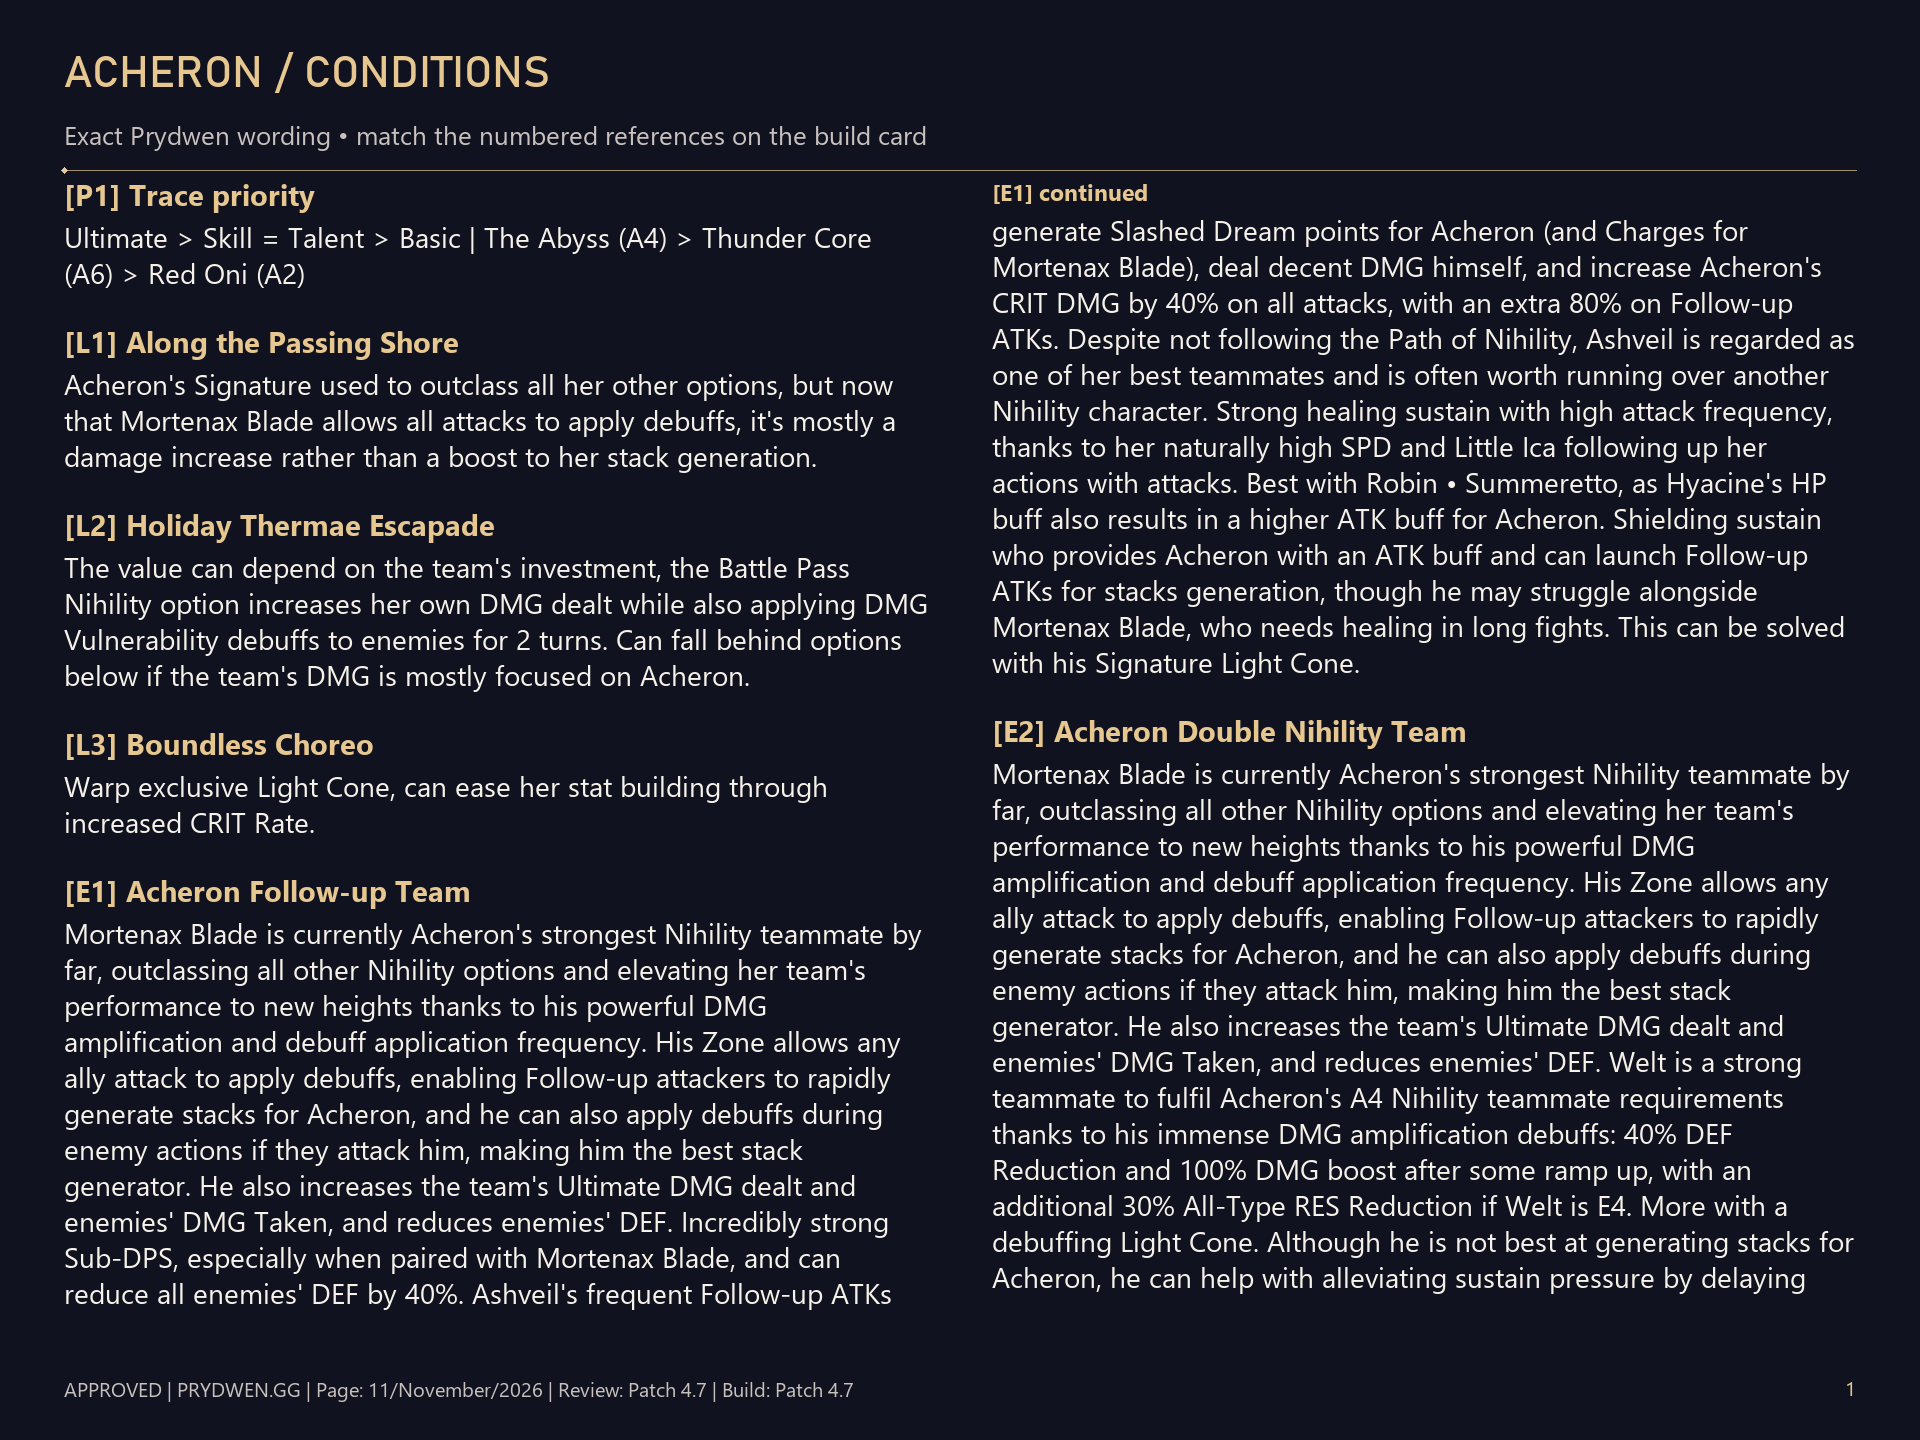 ACHERON / CONDITIONS
Exact Prydwen wording • match the numbered references on the build card
[P1] Trace priority
Ultimate > Skill = Talent > Basic | The Abyss (A4) > Thunder Core
(A6) > Red Oni (A2)
[L1] Along the Passing Shore
Acheron's Signature used to outclass all her other options, but now
that Mortenax Blade allows all attacks to apply debuffs, it's mostly a
damage increase rather than a boost to her stack generation.
[L2] Holiday Thermae Escapade
The value can depend on the team's investment, the Battle Pass
Nihility option increases her own DMG dealt while also applying DMG
Vulnerability debuffs to enemies for 2 turns. Can fall behind options
below if the team's DMG is mostly focused on Acheron.
[L3] Boundless Choreo
Warp exclusive Light Cone, can ease her stat building through
increased CRIT Rate.
[E1] Acheron Follow-up Team
Mortenax Blade is currently Acheron's strongest Nihility teammate by
far, outclassing all other Nihility options and elevating her team's
performance to new heights thanks to his powerful DMG
amplification and debuff application frequency. His Zone allows any
ally attack to apply debuffs, enabling Follow-up attackers to rapidly
generate stacks for Acheron, and he can also apply debuffs during
enemy actions if they attack him, making him the best stack
generator. He also increases the team's Ultimate DMG dealt and
enemies' DMG Taken, and reduces enemies' DEF. Incredibly strong
Sub-DPS, especially when paired with Mortenax Blade, and can
reduce all enemies' DEF by 40%. Ashveil's frequent Follow-up ATKs
[E1] continued
generate Slashed Dream points for Acheron (and Charges for
Mortenax Blade), deal decent DMG himself, and increase Acheron's
CRIT DMG by 40% on all attacks, with an extra 80% on Follow-up
ATKs. Despite not following the Path of Nihility, Ashveil is regarded as
one of her best teammates and is often worth running over another
Nihility character. Strong healing sustain with high attack frequency,
thanks to her naturally high SPD and Little Ica following up her
actions with attacks. Best with Robin • Summeretto, as Hyacine's HP
buff also results in a higher ATK buff for Acheron. Shielding sustain
who provides Acheron with an ATK buff and can launch Follow-up
ATKs for stacks generation, though he may struggle alongside
Mortenax Blade, who needs healing in long fights. This can be solved
with his Signature Light Cone.
[E2] Acheron Double Nihility Team
Mortenax Blade is currently Acheron's strongest Nihility teammate by
far, outclassing all other Nihility options and elevating her team's
performance to new heights thanks to his powerful DMG
amplification and debuff application frequency. His Zone allows any
ally attack to apply debuffs, enabling Follow-up attackers to rapidly
generate stacks for Acheron, and he can also apply debuffs during
enemy actions if they attack him, making him the best stack
generator. He also increases the team's Ultimate DMG dealt and
enemies' DMG Taken, and reduces enemies' DEF. Welt is a strong
teammate to fulfil Acheron's A4 Nihility teammate requirements
thanks to his immense DMG amplification debuffs: 40% DEF
Reduction and 100% DMG boost after some ramp up, with an
additional 30% All-Type RES Reduction if Welt is E4. More with a
debuffing Light Cone. Although he is not best at generating stacks for
Acheron, he can help with alleviating sustain pressure by delaying
APPROVED | PRYDWEN.GG | Page: 11/November/2026 | Review: Patch 4.7 | Build: Patch 4.7
1